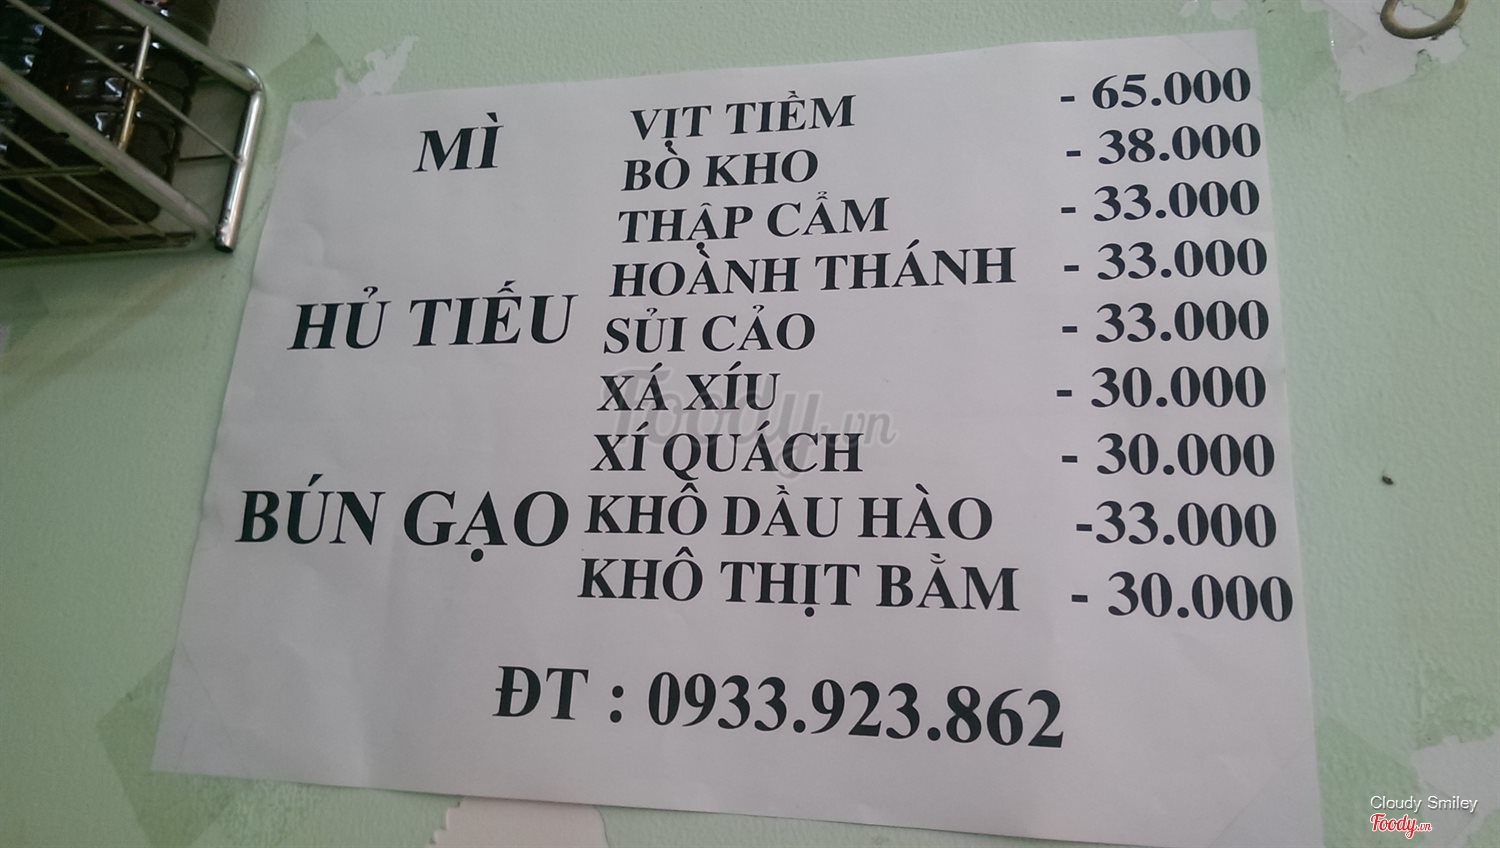 MÌ
HỦ TIẾU
BÚN GẠO
VỊT TIỀM - 65.000
BÒ KHO - 38.000
THẬP CẨM - 33.000
HOÀNH THÁNH - 33.000
SỦI CẢO - 33.000
XÁ XÍU - 30.000
XÍ QUÁCH - 30.000
KHÔ DẦU HÀO -33.000
KHÔ THỊT BẰM - 30.000
ĐT : 0933.923.862
Foody.vn
Cloudy Smiley
Foody.vn